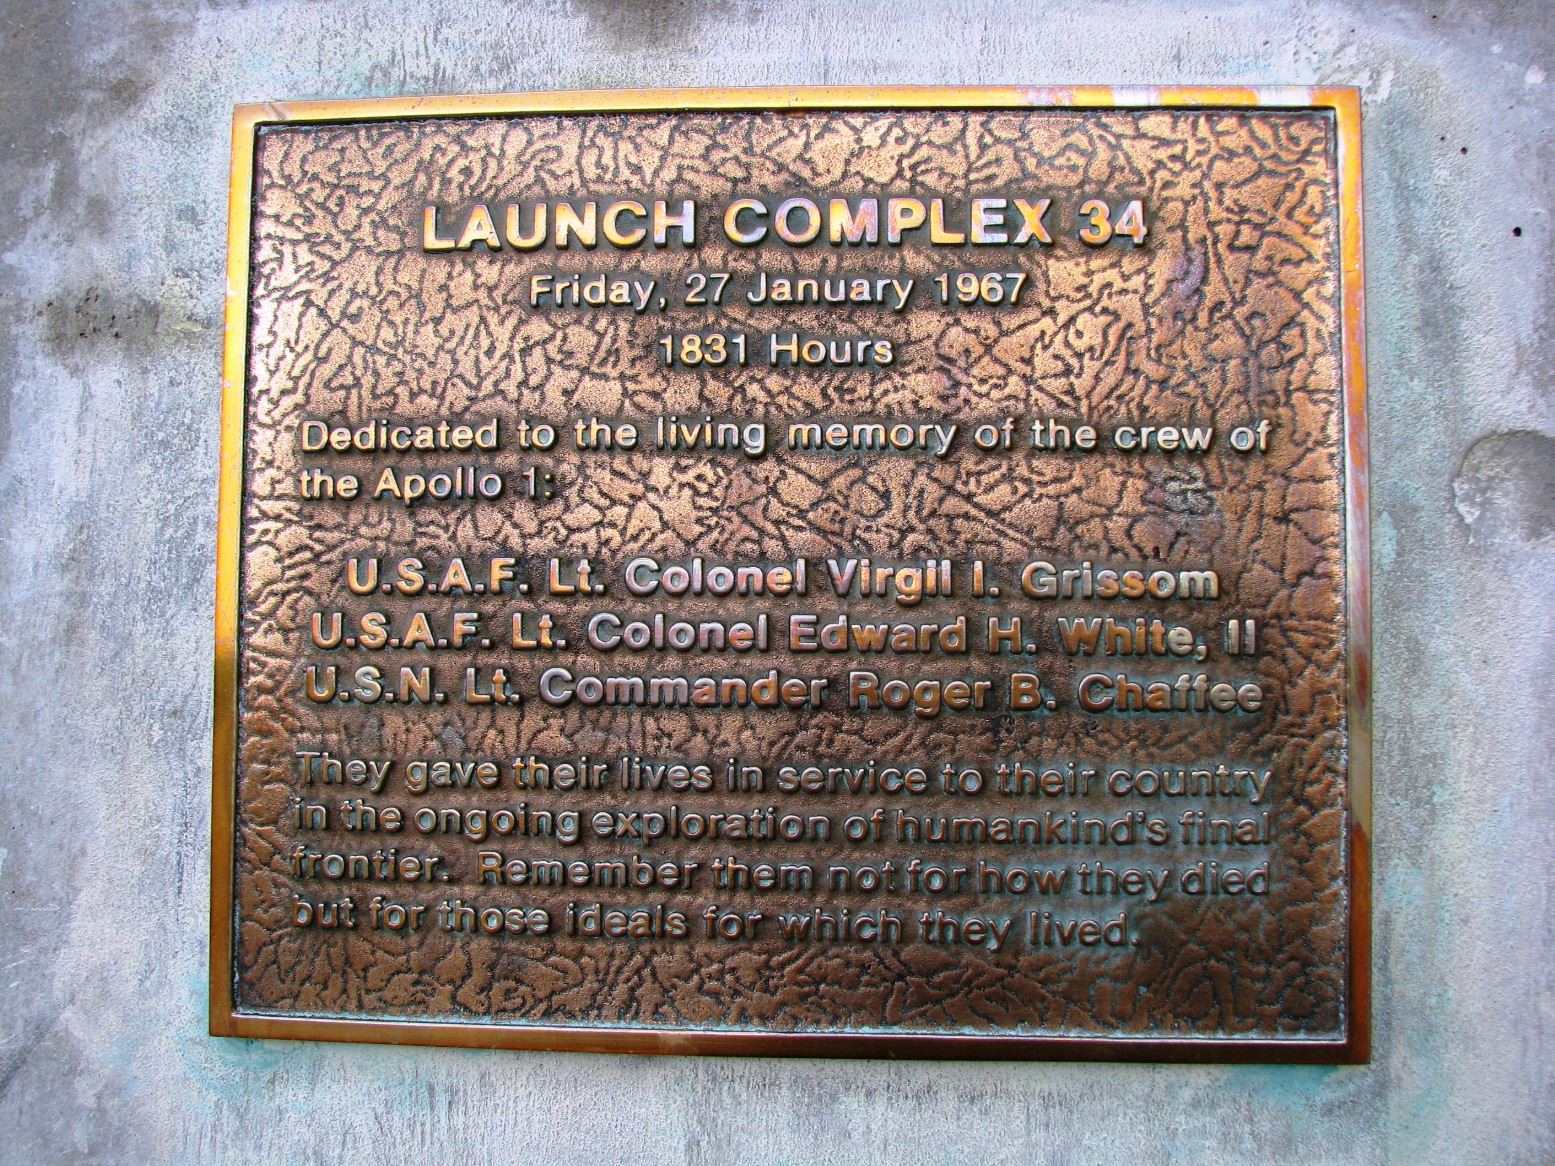 LAUNCH COMPLEX 34
Friday, 27 January 1967
1831 Hours
Dedicated to the living memory of the crew of
the Apollo 1:
U.S.A.F. Lt. Colonel Virgil I. Grissom
U.S.A.F. Lt. Colonel Edward H. White, II
U.S.N. Lt. Commander Roger B. Chaffee
They gave their lives in service to their country
in the ongoing exploration of humankind's final
frontier. Remember them not for how they died
but for those ideals for which they lived.